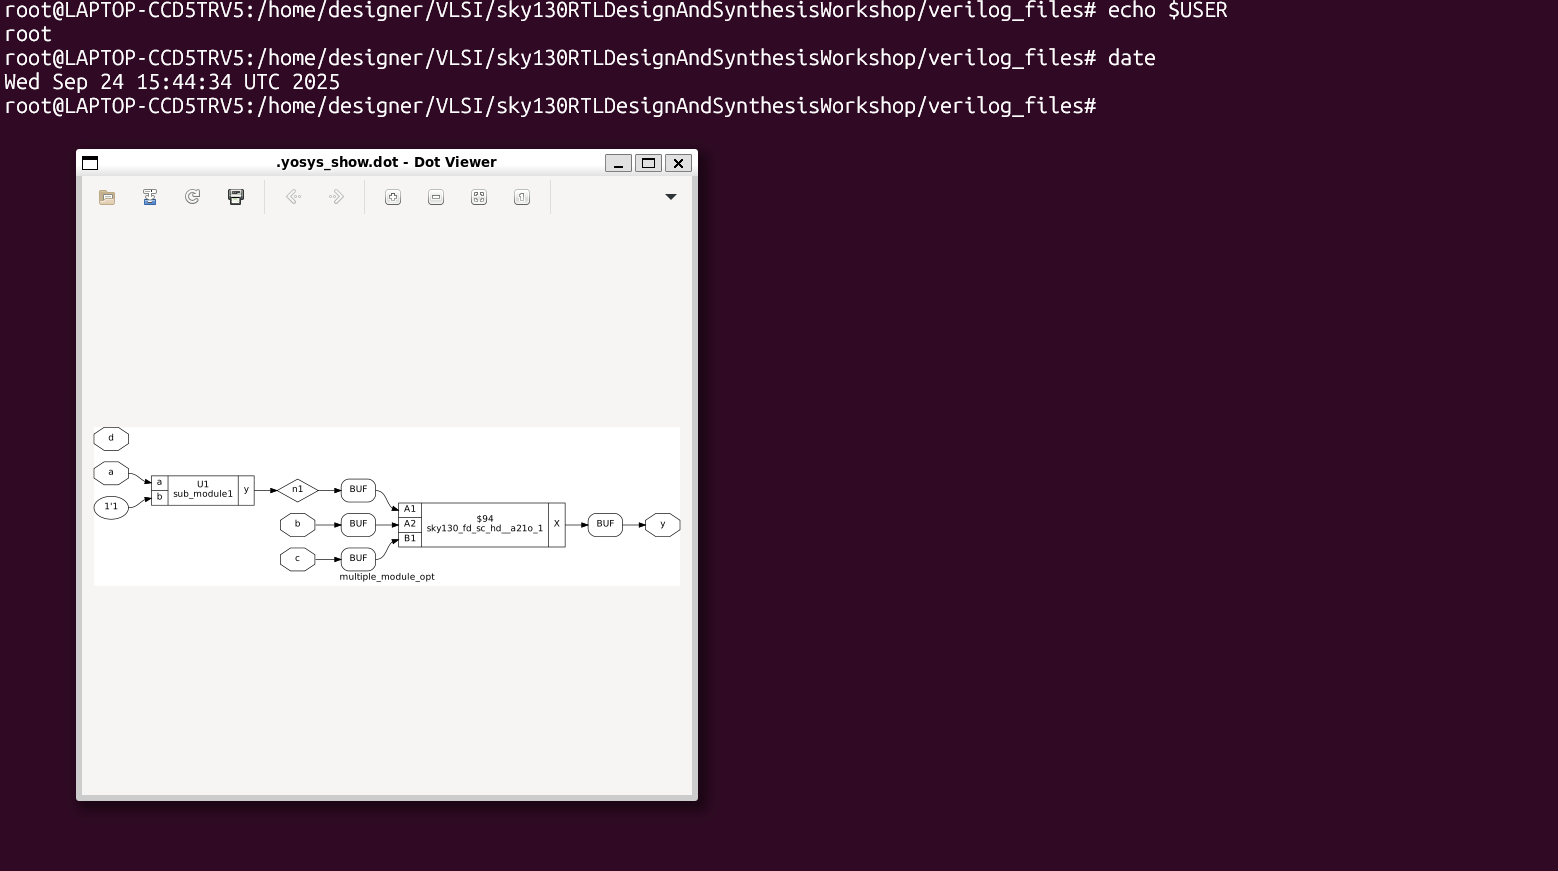 root@LAPTOP-CCD5TRV5:/home/designer/VLSI/sky130RTLDesignAndSynthesisWorkshop/verilog_files# echo $USER
root
root@LAPTOP-CCD5TRV5:/home/designer/VLSI/sky130RTLDesignAndSynthesisWorkshop/verilog_files# date
Wed Sep 24 15:44:34 UTC 2025
root@LAPTOP-CCD5TRV5:/home/designer/VLSI/sky130RTLDesignAndSynthesisWorkshop/verilog_files#
.yosys_show.dot - Dot Viewer
d
a
1'1
a
b
U1
sub_module1
y
n1
BUF
b
BUF
c
BUF
A1
A2
B1
$94
sky130_fd_sc_hd__a21o_1
X
BUF
y
multiple_module_opt